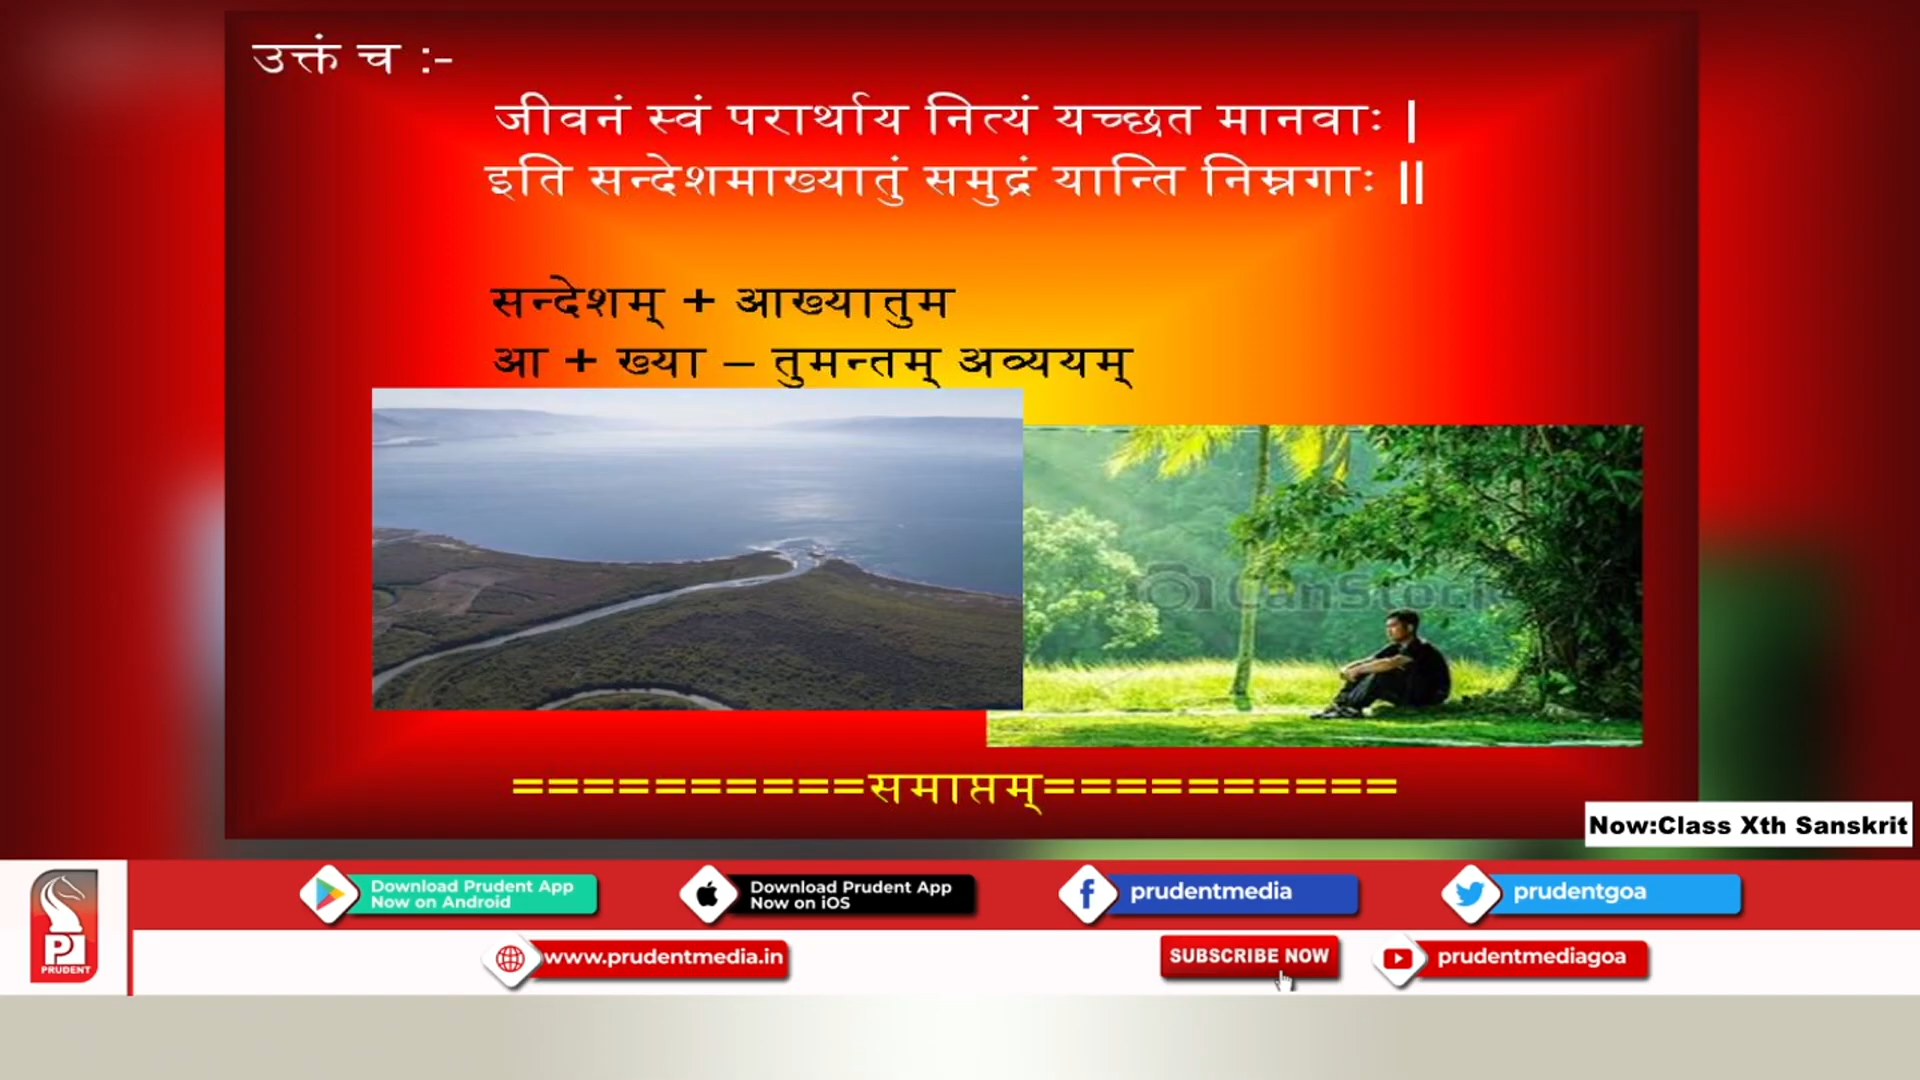 उक्तं च :-
जीवनं स्वं परार्थाय नित्यं यच्छत मानवाः |
इति सन्देशमाख्यातुं समुद्रं यान्ति निम्नगाः ||
सन्देशम् + आख्यातुम
आ + ख्या – तुमन्तम् अव्ययम्
CanStock
==========समाप्तम्==========
Now:Class Xth Sanskrit
Download Prudent App
Now on Android
Download Prudent App
Now on iOS
prudentmedia
prudentgoa
PRUDENT
www.prudentmedia.in
SUBSCRIBE NOW
prudentmediagoa